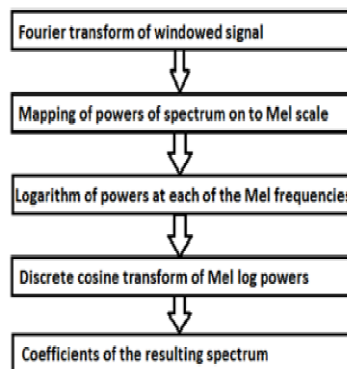 Fourier transform of windowed signal
Mapping of powers of spectrum on to Mel scale
Logarithm of powers at each of the Mel frequencies
Discrete cosine transform of Mel log powers
Coefficients of the resulting spectrum